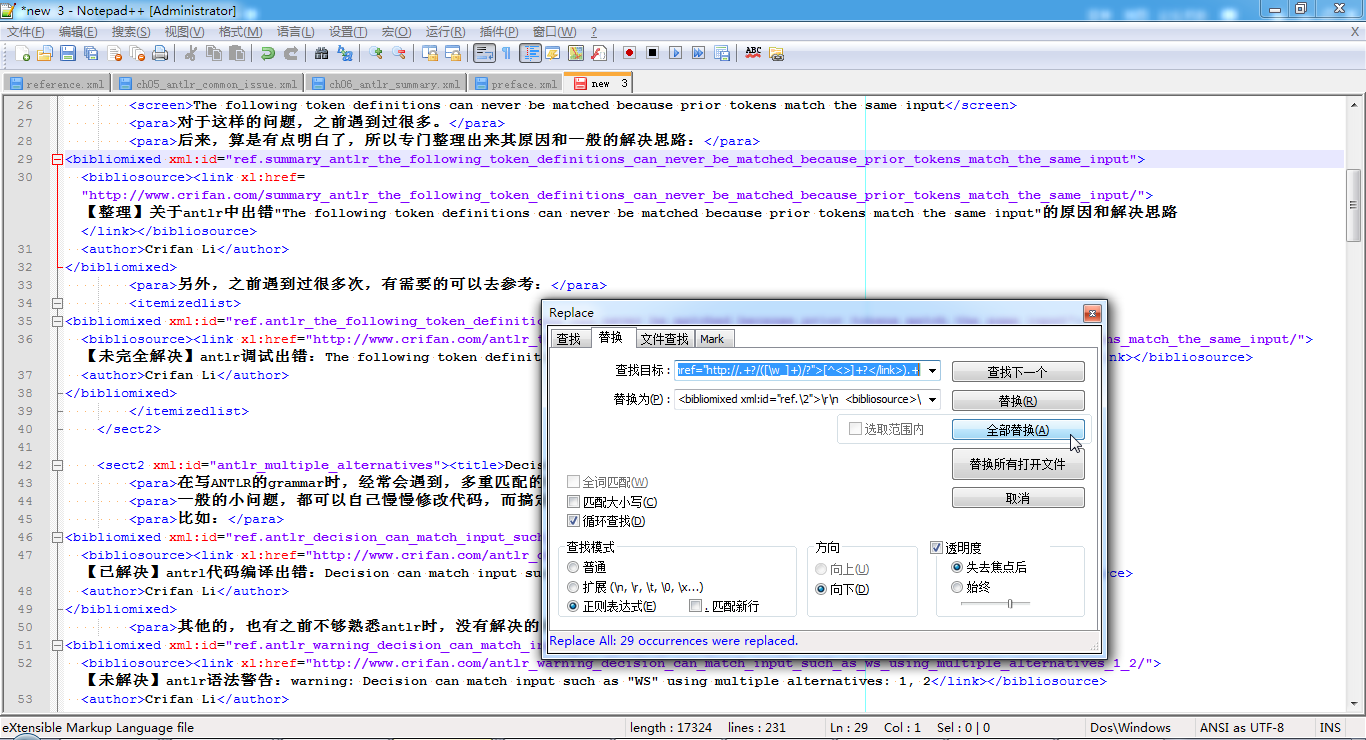 *new 3 - Notepad++ [Administrator]
文件(F) 编辑(E) 搜索(S) 视图(V) 格式(M) 语言(L) 设置(T) 宏(O) 运行(R) 插件(P) 窗口(W) ? X
ABC
reference.xml ch05_antlr_common_issue.xml ch06_antlr_summary.xml preface.xml new 3
26 <screen>The following token definitions can never be matched because prior tokens match the same input</screen>
27 <para>对于这样的问题，之前遇到过很多。</para>
28 <para>后来，算是有点明白了，所以专门整理出来其原因和一般的解决思路：</para>
29 <bibliomixed xml:id="ref.summary_antlr_the_following_token_definitions_can_never_be_matched_because_prior_tokens_match_the_same_input">
30 <bibliosource><link xl:href=
"http://www.crifan.com/summary_antlr_the_following_token_definitions_can_never_be_matched_because_prior_tokens_match_the_same_input/">
【整理】关于antlr中出错"The following token definitions can never be matched because prior tokens match the same input"的原因和解决思路
</link></bibliosource>
31 <author>Crifan Li</author>
32 </bibliomixed>
33 <para>另外，之前遇到过很多次，有需要的可以去参考：</para>
34 <itemizedlist>
35 <bibliomixed xml:id="ref.antlr_the_following_token_definitio
36 <bibliosource><link xl:href="http://www.crifan.com/antlr_t ns_match_the_same_input/">
【未完全解决】antlr调试出错：The following token definit nk></bibliosource>
37 <author>Crifan Li</author>
38 </bibliomixed>
39 </itemizedlist>
40 </sect2>
41
42 <sect2 xml:id="antlr_multiple_alternatives"><title>Decis
43 <para>在写ANTLR的grammar时，经常会遇到，多重匹配的
44 <para>一般的小问题，都可以自己慢慢修改代码，而搞定
45 <para>比如：</para>
46 <bibliomixed xml:id="ref.antlr_decision_can_match_input_such
47 <bibliosource><link xl:href="http://www.crifan.com/antlr_d
【已解决】antrl代码编译出错：Decision can match input su ce>
48 <author>Crifan Li</author>
49 </bibliomixed>
50 <para>其他的，也有之前不够熟悉antlr时，没有解决的
51 <bibliomixed xml:id="ref.antlr_warning_decision_can_match_in
52 <bibliosource><link xl:href="http://www.crifan.com/antlr_warning_decision_can_match_input_such_as_ws_using_multiple_alternatives_1_2/">
【未解决】antlr语法警告：warning: Decision can match input such as "WS" using multiple alternatives: 1, 2</link></bibliosource>
53 <author>Crifan Li</author>
Replace
查找 替换 文件查找 Mark
查找目标： ref="http://.+?/([\w_]+)/?">[^<>]+?</link>).+ 查找下一个
替换为(P)： <bibliomixed xml:id="ref.\2">\r\n <bibliosource>\ 替换(R)
选取范围内 全部替换(A)
替换所有打开文件
取消
全词匹配(W)
匹配大小写(C)
循环查找(D)
查找模式 方向 透明度
普通 向上(U) 失去焦点后
扩展 (\n, \r, \t, \0, \x...) 向下(D) 始终
正则表达式(E) . 匹配新行
Replace All: 29 occurrences were replaced.
eXtensible Markup Language file length : 17324 lines : 231 Ln : 29 Col : 1 Sel : 0 | 0 Dos\Windows ANSI as UTF-8 INS